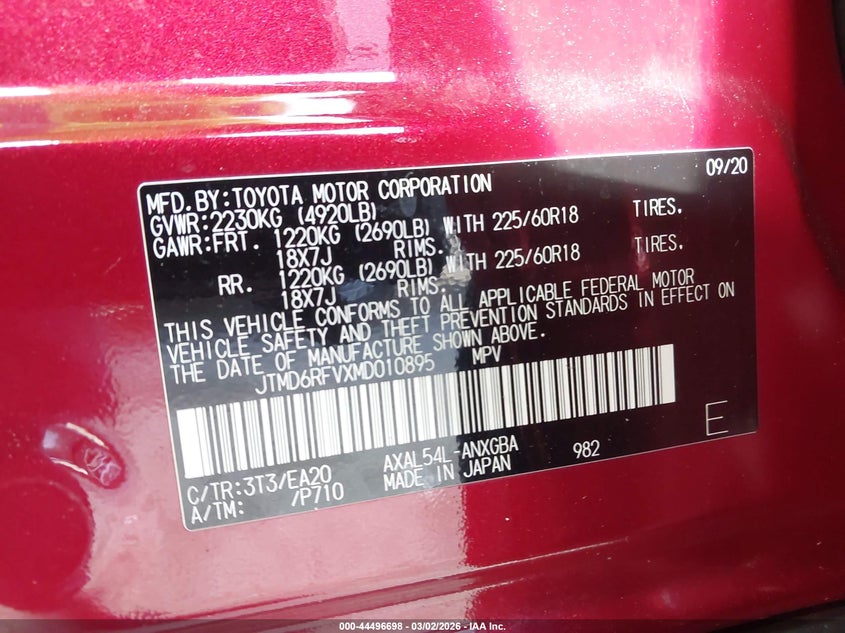 09/20
MFD.BY:TOYOTA MOTOR CORPORATION
GVWR:2230KG (4920LB)
GAWR:FRT. 1220KG (2690LB) WITH 225/60R18 TIRES.
18X7J RIMS.
RR. 1220KG (2690LB) WITH 225/60R18 TIRES.
18X7J RIMS.
THIS VEHICLE CONFORMS TO ALL APPLICABLE FEDERAL MOTOR
VEHICLE SAFETY AND THEFT PREVENTION STANDARDS IN EFFECT ON
THE DATE OF MANUFACTURE SHOWN ABOVE.
JTMD6RFVXMD010895 MPV
E
C/TR:3T3/EA20 AXAL54L-ANXGBA 982
A/TM: /P710 MADE IN JAPAN
000-44496698 - 03/02/2026 - IAA Inc.